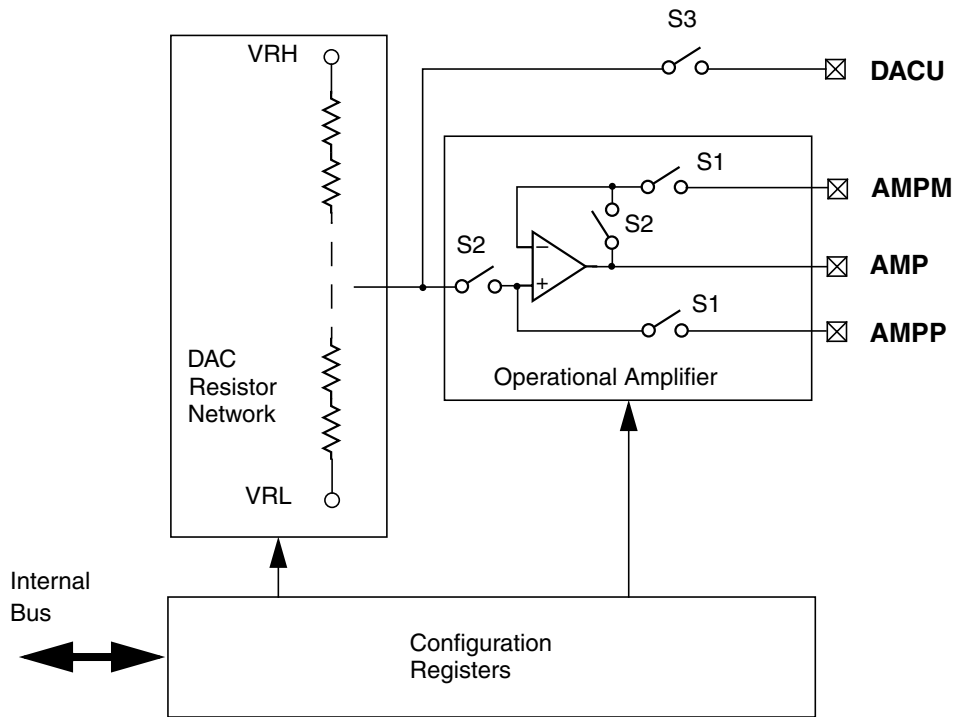 S3
VRH
DACU
S1
AMPM
S2
S2
−
AMP
+
S1
AMPP
DAC
Resistor
Network
Operational Amplifier
VRL
Internal
Bus
Configuration
Registers